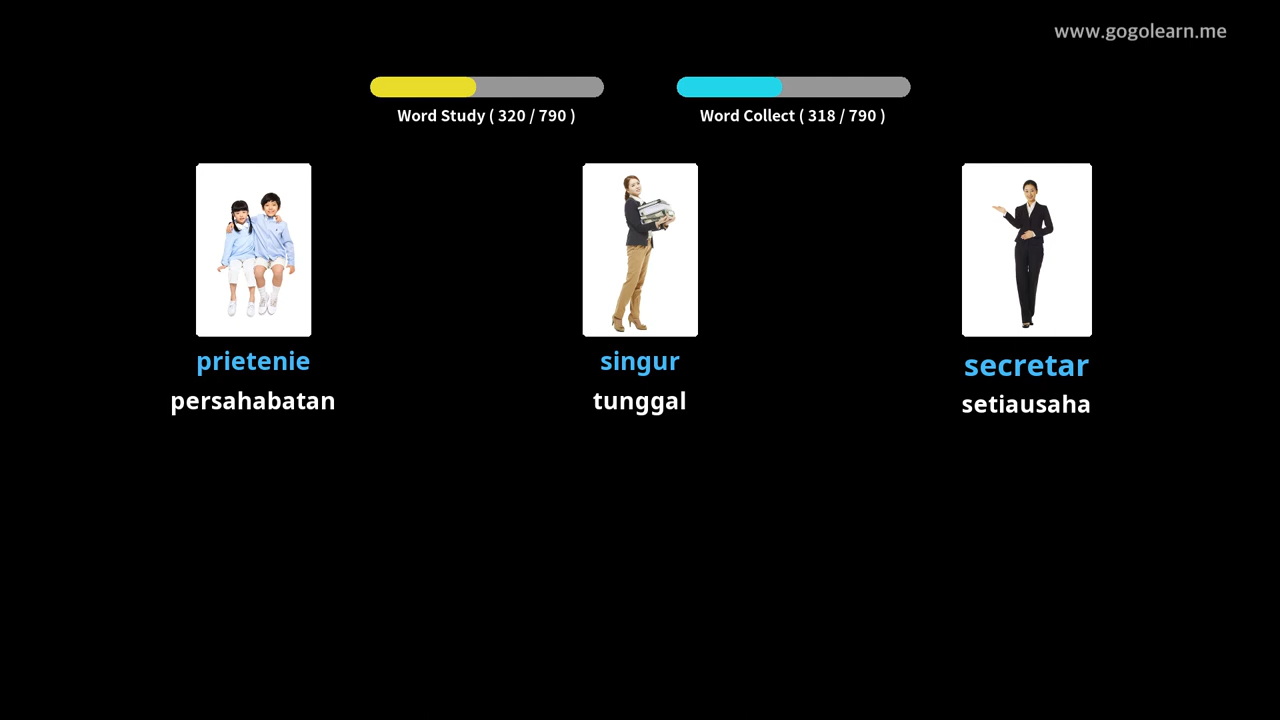 www.gogolearn.me
Word Study ( 320 / 790 )
Word Collect ( 318 / 790 )
prietenie
persahabatan
singur
tunggal
secretar
setiausaha